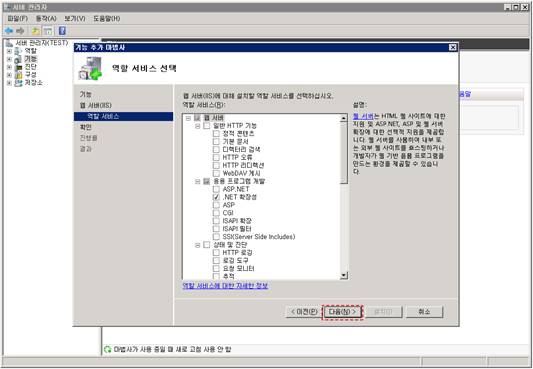 서버 관리자
파일(F) 동작(A) 보기(V) 도움말(H)
서버 관리자(TEST)
역할
기능
진단
구성
저장소
기능 추가 마법사
역할 서비스 선택
기능
웹 서버(IIS)
역할 서비스
확인
진행률
결과
웹 서버(IIS)에 대해 설치할 역할 서비스를 선택하십시오.
역할 서비스(R):
웹 서버
일반 HTTP 기능
정적 콘텐츠
기본 문서
디렉터리 검색
HTTP 오류
HTTP 리디렉션
WebDAV 게시
응용 프로그램 개발
ASP.NET
.NET 확장성
ASP
CGI
ISAPI 확장
ISAPI 필터
SSI(Server Side Includes)
상태 및 진단
HTTP 로깅
로깅 도구
요청 모니터
추적
역할 서비스에 대한 자세한 정보
설명:
웹 서버는 HTML 웹 사이트에 대한
지원 및 ASP.NET, ASP 및 웹 서버
확장에 대한 선택적 지원을 제공합
니다. 웹 서버를 사용하여 내부 또
는 외부 웹 사이트를 호스팅하거나
개발자가 웹 기반 응용 프로그램을
만드는 환경을 제공할 수 있습니
다.
움말
< 이전(P) 다음(N) > 설치(I) 취소
마법사가 사용 중일 때 새로 고침 사용 안 함